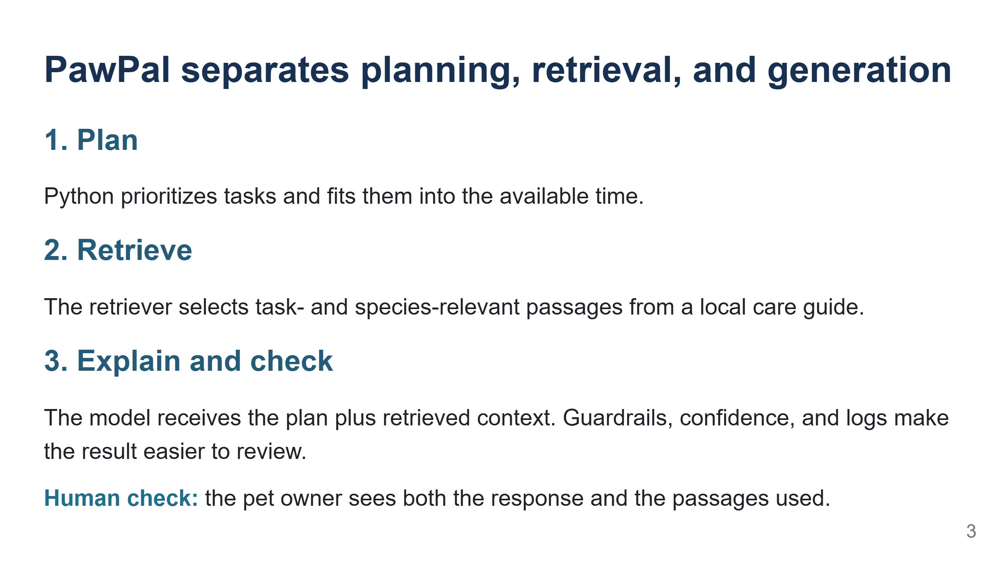 PawPal separates planning, retrieval, and generation
1. Plan
Python prioritizes tasks and fits them into the available time.
2. Retrieve
The retriever selects task- and species-relevant passages from a local care guide.
3. Explain and check
The model receives the plan plus retrieved context. Guardrails, confidence, and logs make
the result easier to review.
Human check: the pet owner sees both the response and the passages used.
3